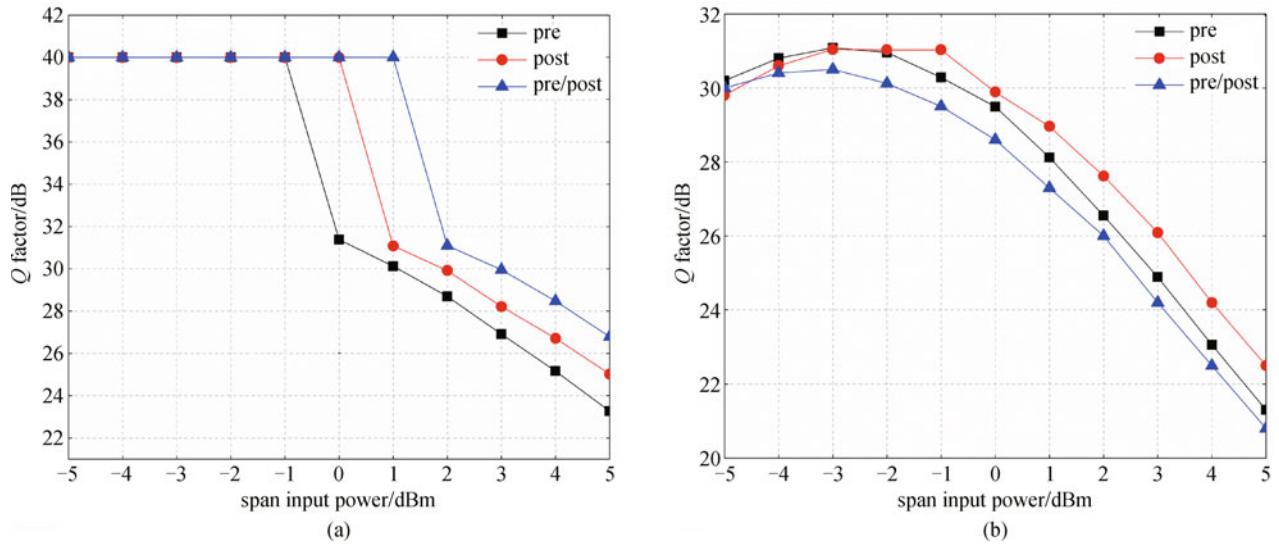 42
40
38
36
34
32
30
28
26
24
22
Q factor/dB
pre
post
pre/post
−5 −4 −3 −2 −1 0 1 2 3 4 5
span input power/dBm
(a)
32
30
28
26
24
22
20
Q factor/dB
pre
post
pre/post
−5 −4 −3 −2 −1 0 1 2 3 4 5
span input power/dBm
(b)